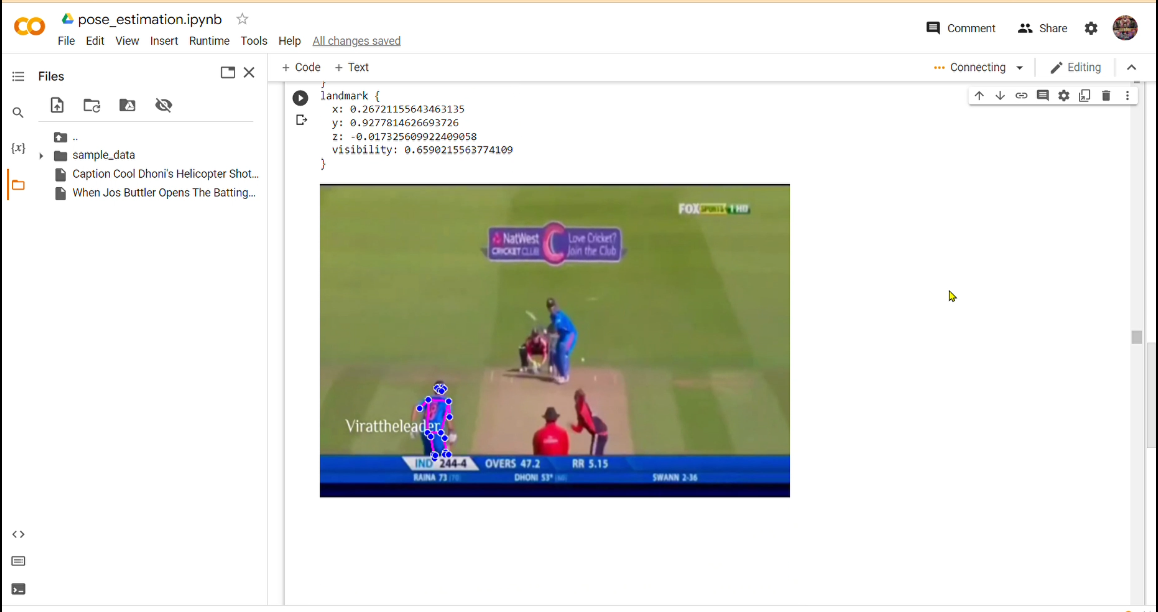 pose_estimation.ipynb
File Edit View Insert Runtime Tools Help All changes saved
Comment Share
Files
+ Code + Text
Connecting
Editing
..
sample_data
Caption Cool Dhoni's Helicopter Shot...
When Jos Buttler Opens The Batting...
{x}
}
landmark {
x: 0.26721155643463135
y: 0.9277814626693726
z: -0.017325609922409058
visibility: 0.6590215563774109
}
FOX SPORTS 1 HD
NatWest
CRICKET CLUB
Love Cricket?
Join the Club
Virattheleader
IND 244-4 OVERS 47.2 RR 5.15
RAINA 73 DHONI 53* SWANN 2-36